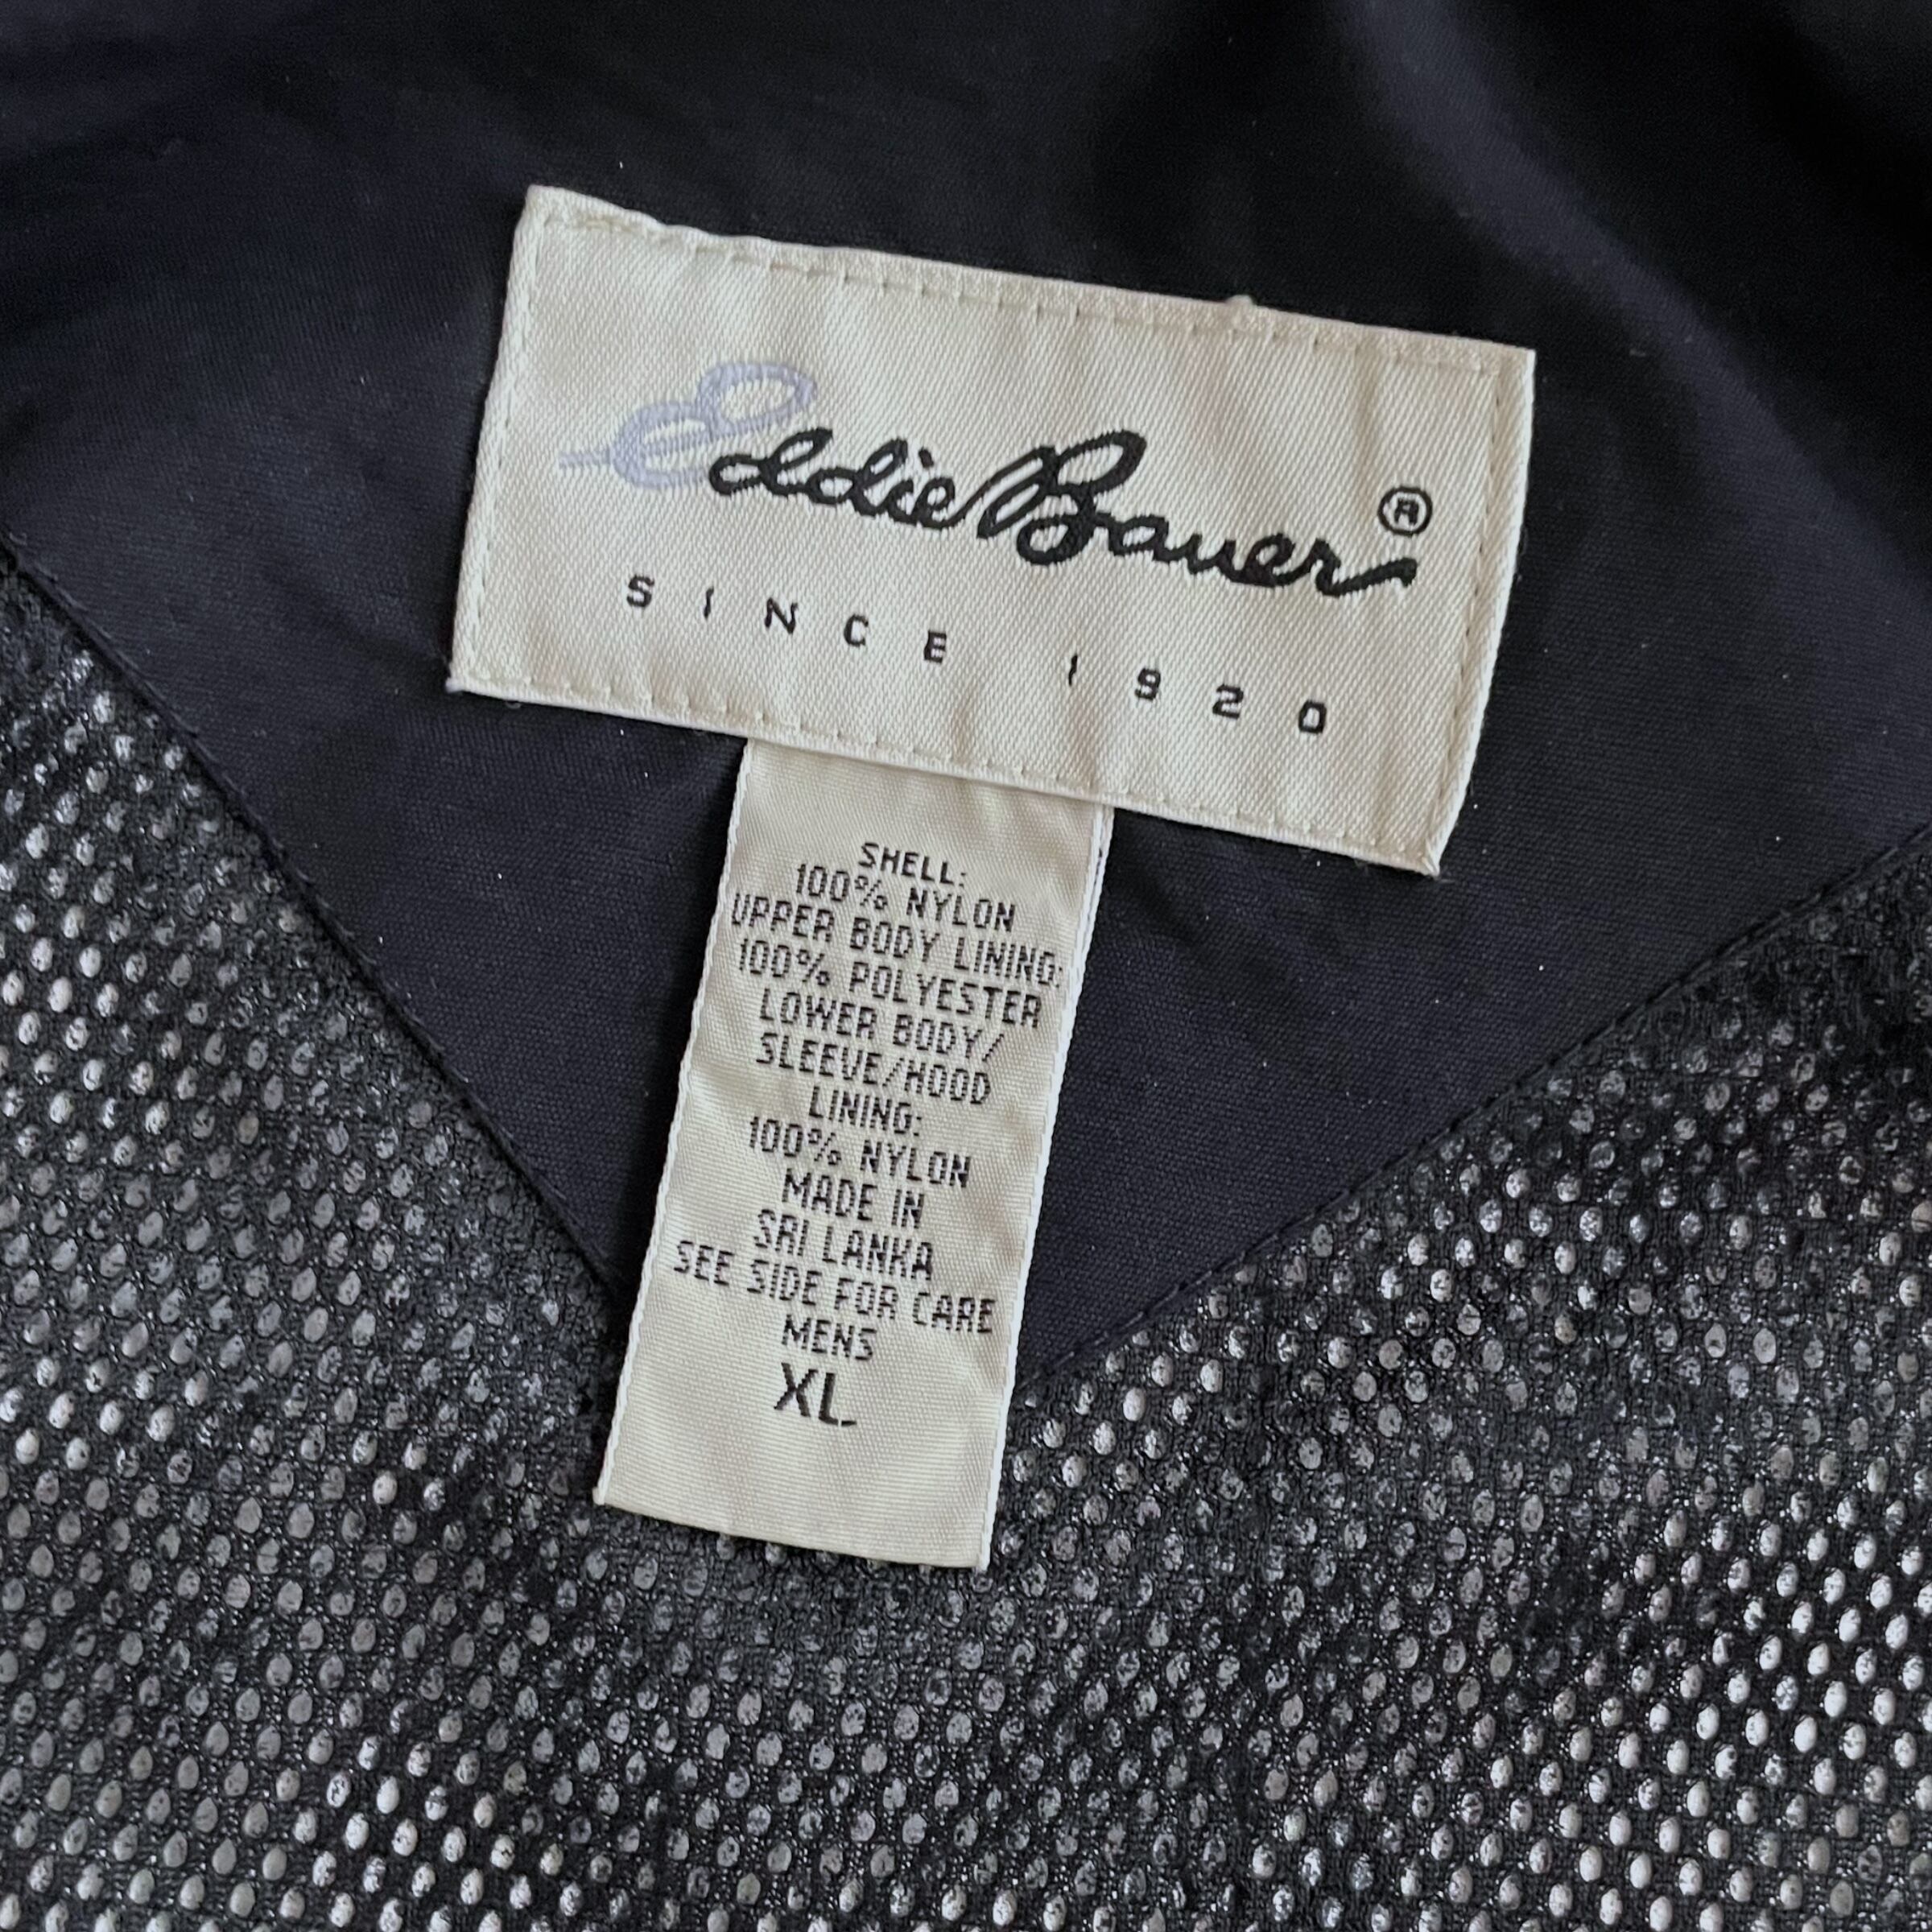 Eddie Bauer®
SINCE 1920
SHELL:
100% NYLON
UPPER BODY LINING:
100% POLYESTER
LOWER BODY/
SLEEVE/HOOD
LINING:
100% NYLON
MADE IN
SRI LANKA
SEE SIDE FOR CARE
MENS
XL